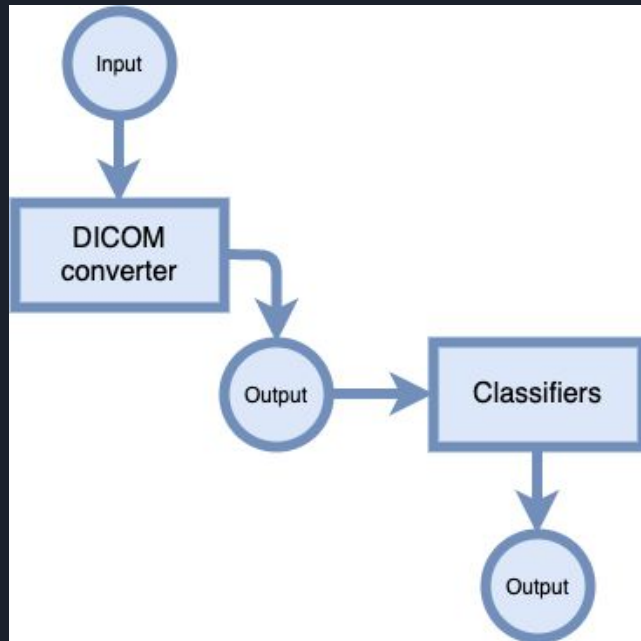 Input
DICOM
converter
Output
Classifiers
Output